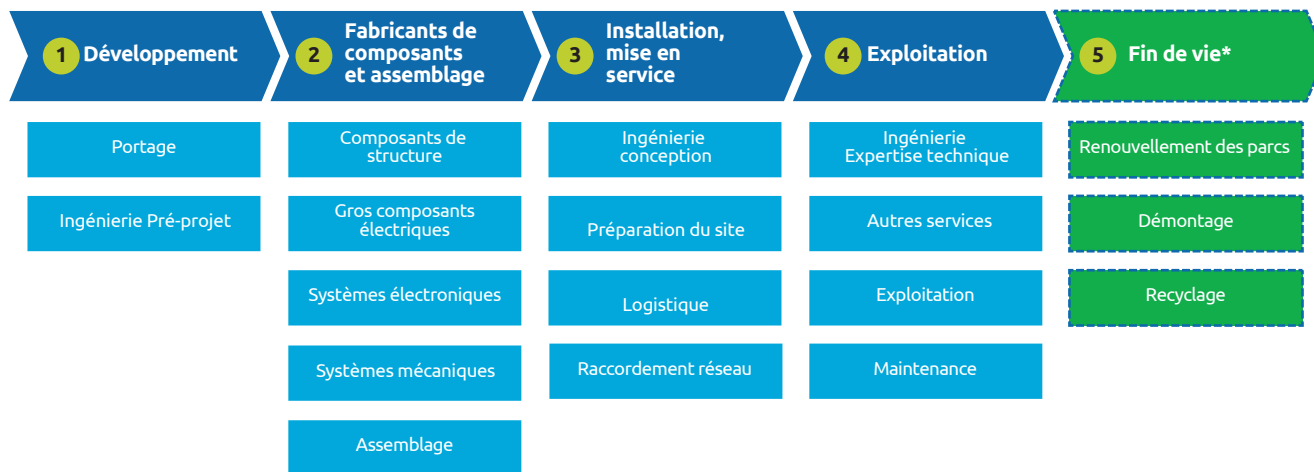 1 Développement
2 Fabricants de
composants
et assemblage
3 Installation,
mise en
service
4 Exploitation
5 Fin de vie*
Portage
Ingénierie Pré-projet
Composants de
structure
Gros composants
électriques
Systèmes électroniques
Systèmes mécaniques
Assemblage
Ingénierie
conception
Préparation du site
Logistique
Raccordement réseau
Ingénierie
Expertise technique
Autres services
Exploitation
Maintenance
Renouvellement des parcs
Démontage
Recyclage